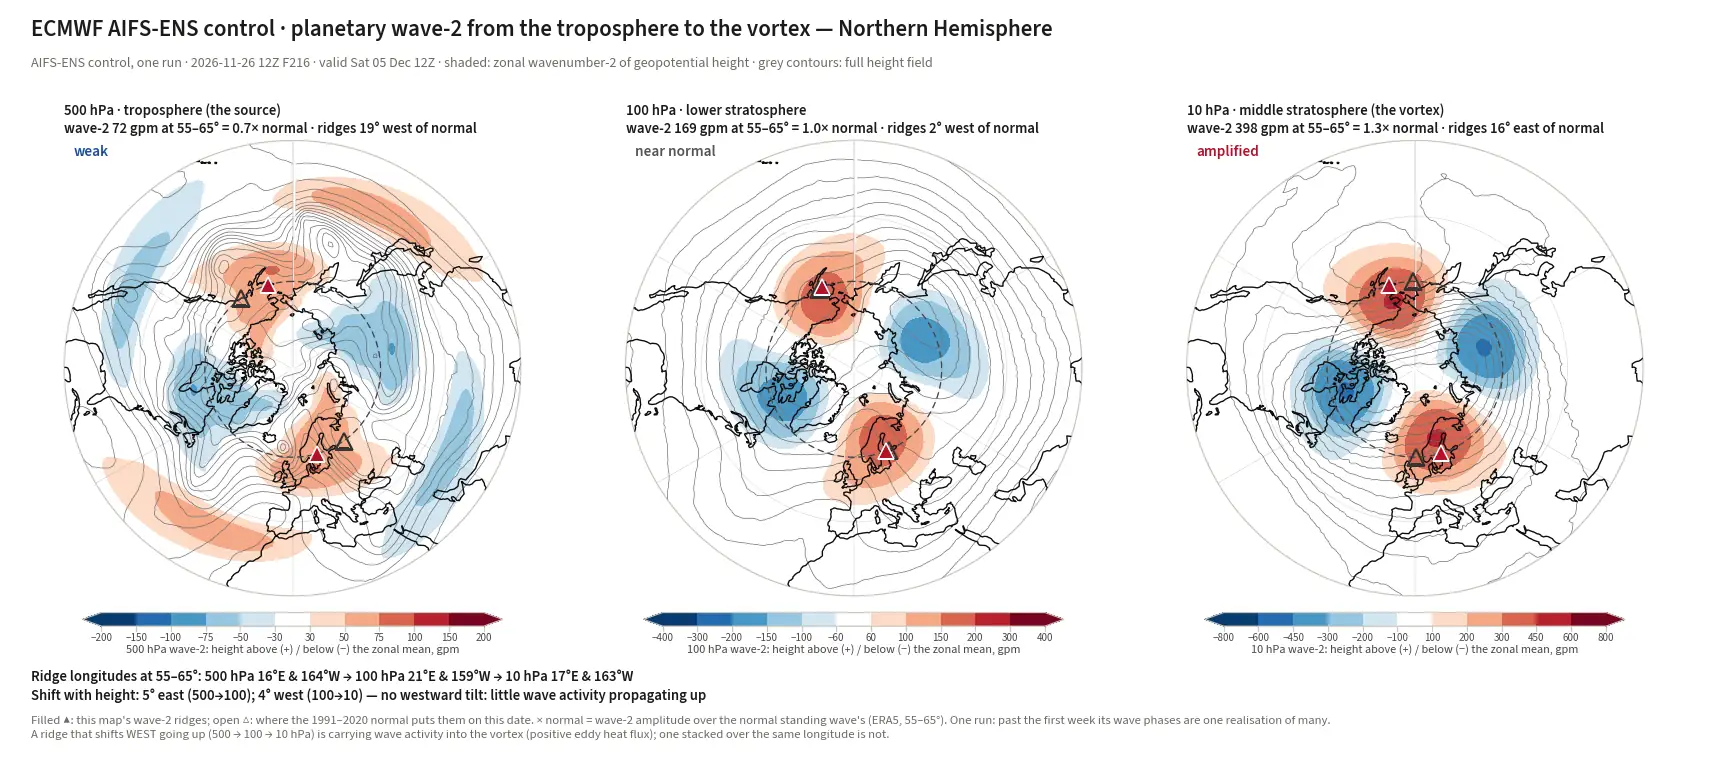 ECMWF AIFS-ENS control · planetary wave-2 from the troposphere to the vortex — Northern Hemisphere
AIFS-ENS control, one run · 2026-11-26 12Z F216 · valid Sat 05 Dec 12Z · shaded: zonal wavenumber-2 of geopotential height · grey contours: full height field
500 hPa · troposphere (the source)
wave-2 72 gpm at 55–65° = 0.7× normal · ridges 19° west of normal
weak
100 hPa · lower stratosphere
wave-2 169 gpm at 55–65° = 1.0× normal · ridges 2° west of normal
near normal
10 hPa · middle stratosphere (the vortex)
wave-2 398 gpm at 55–65° = 1.3× normal · ridges 16° east of normal
amplified
−200 −150 −100 −75 −50 −30 30 50 75 100 150 200
500 hPa wave-2: height above (+) / below (−) the zonal mean, gpm
−400 −300 −200 −150 −100 −60 60 100 150 200 300 400
100 hPa wave-2: height above (+) / below (−) the zonal mean, gpm
−800 −600 −450 −300 −200 −100 100 200 300 450 600 800
10 hPa wave-2: height above (+) / below (−) the zonal mean, gpm
Ridge longitudes at 55–65°: 500 hPa 16°E & 164°W → 100 hPa 21°E & 159°W → 10 hPa 17°E & 163°W
Shift with height: 5° east (500→100); 4° west (100→10) — no westward tilt: little wave activity propagating up
Filled ▲: this map's wave-2 ridges; open △: where the 1991–2020 normal puts them on this date. × normal = wave-2 amplitude over the normal standing wave's (ERA5, 55–65°). One run: past the first week its wave phases are one realisation of many.
A ridge that shifts WEST going up (500 → 100 → 10 hPa) is carrying wave activity into the vortex (positive eddy heat flux); one stacked over the same longitude is not.